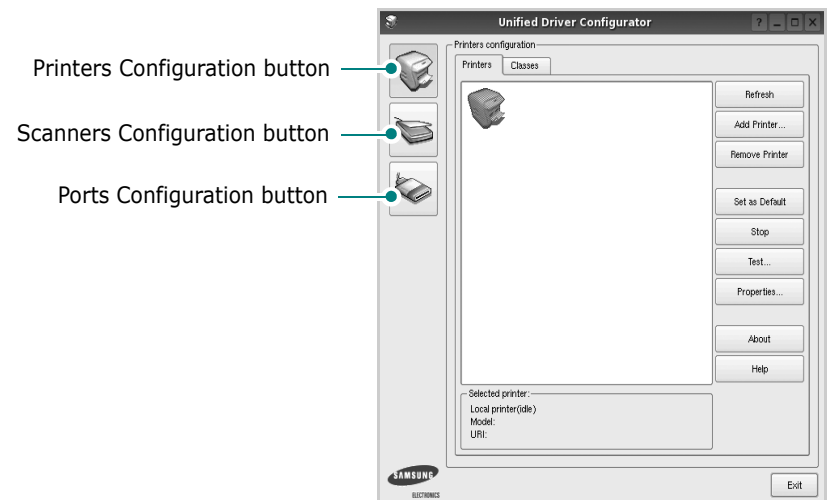 Unified Driver Configurator
Printers Configuration button
Scanners Configuration button
Ports Configuration button
Printers configuration
Printers
Classes
Refresh
Add Printer...
Remove Printer
Set as Default
Stop
Test...
Properties...
About
Help
Selected printer:
Local printer(idle)
Model:
URI:
SAMSUNG
ELECTRONICS
Exit